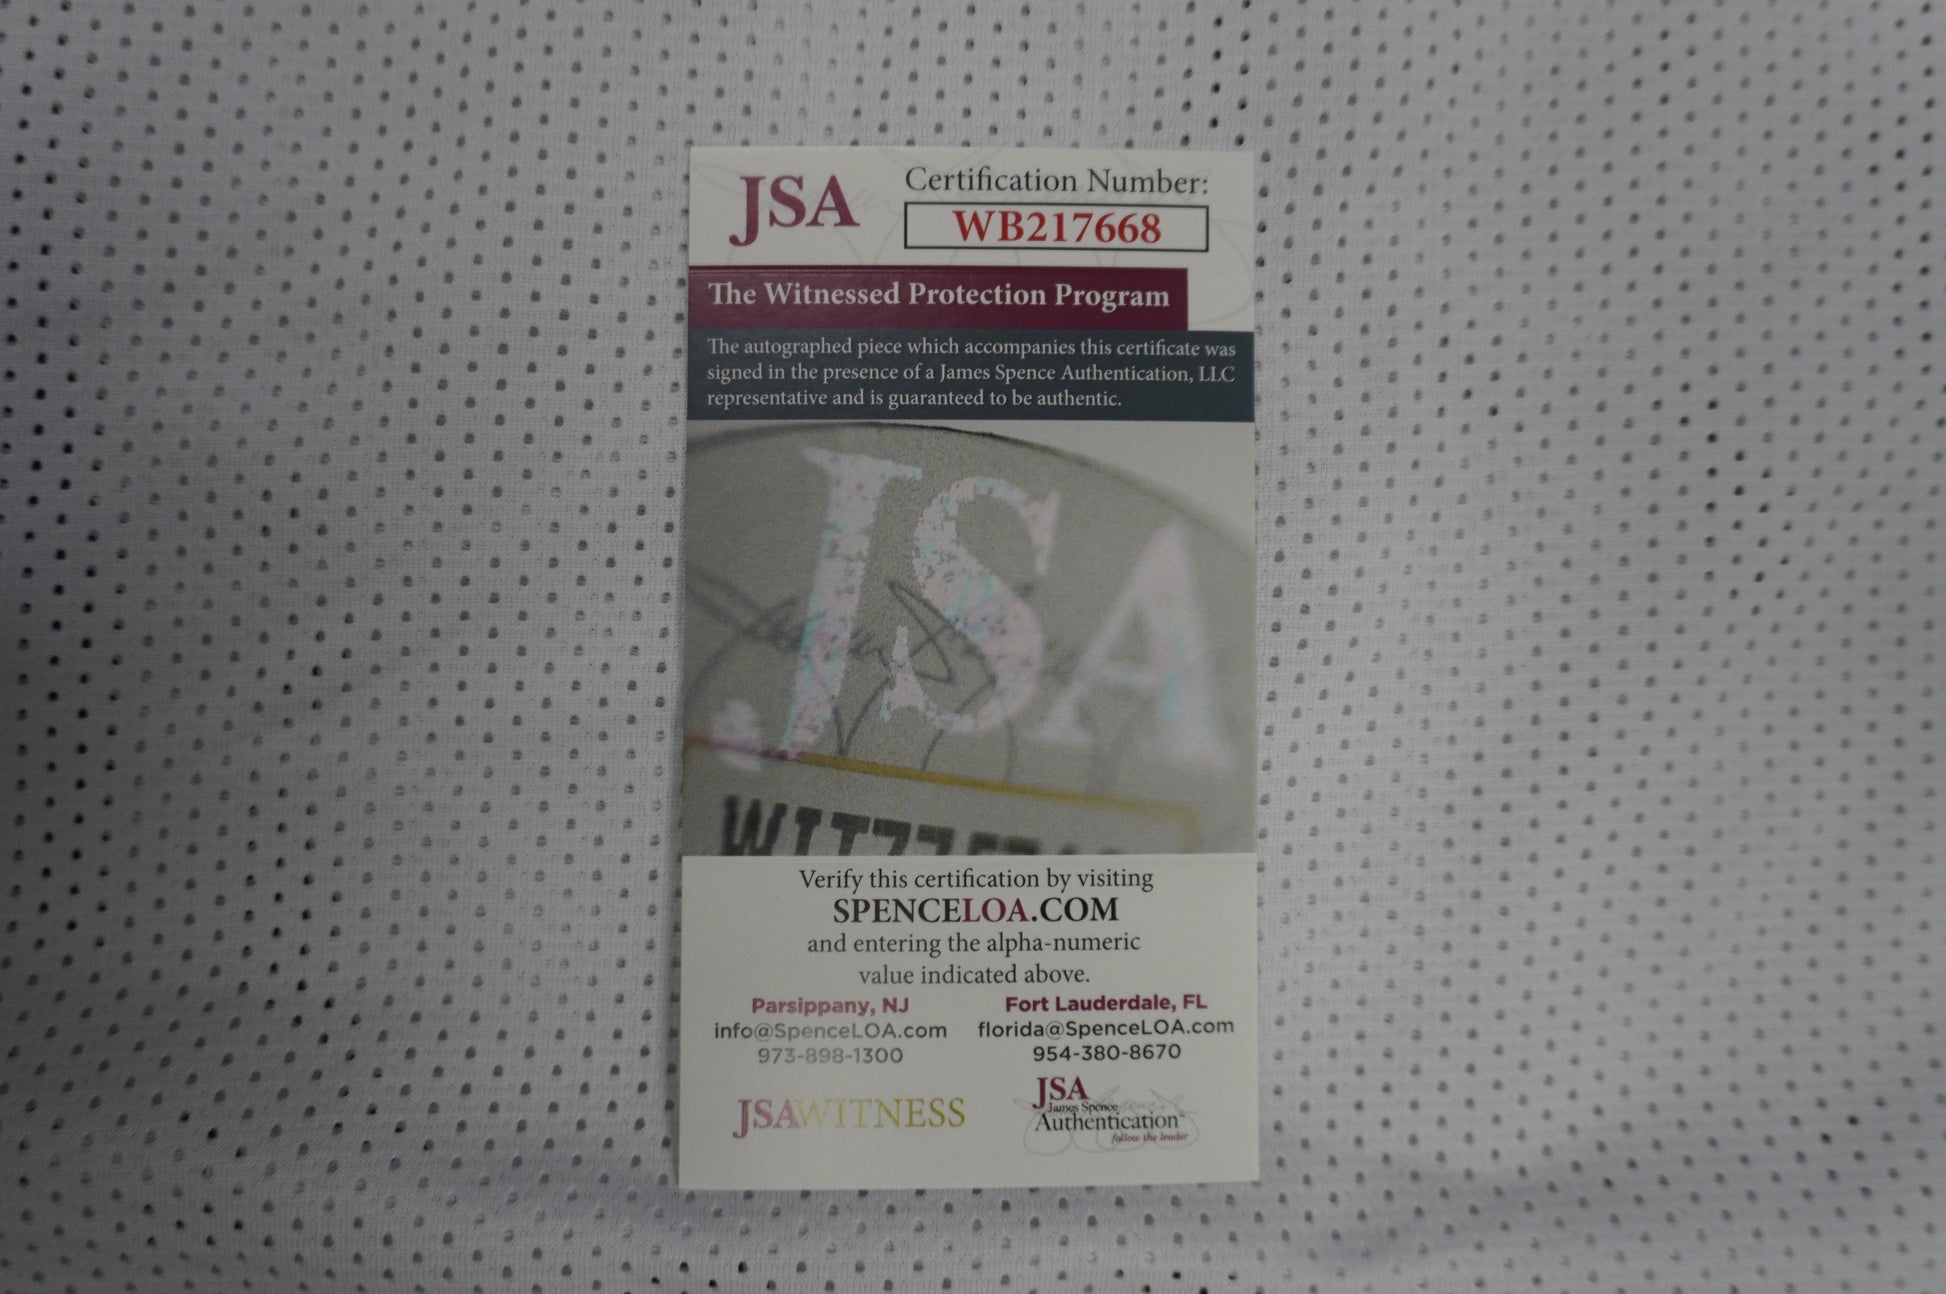 JSA
Certification Number:
WB217668
The Witnessed Protection Program
The autographed piece which accompanies this certificate was
signed in the presence of a James Spence Authentication, LLC
representative and is guaranteed to be authentic.
JSA
Verify this certification by visiting
SPENCELOA.COM
and entering the alpha-numeric
value indicated above.
Parsippany, NJ
info@SpenceLOA.com
973-898-1300
Fort Lauderdale, FL
florida@SpenceLOA.com
954-380-8670
JSAWITNESS
JSA
James Spence
Authentication™
follow the leader